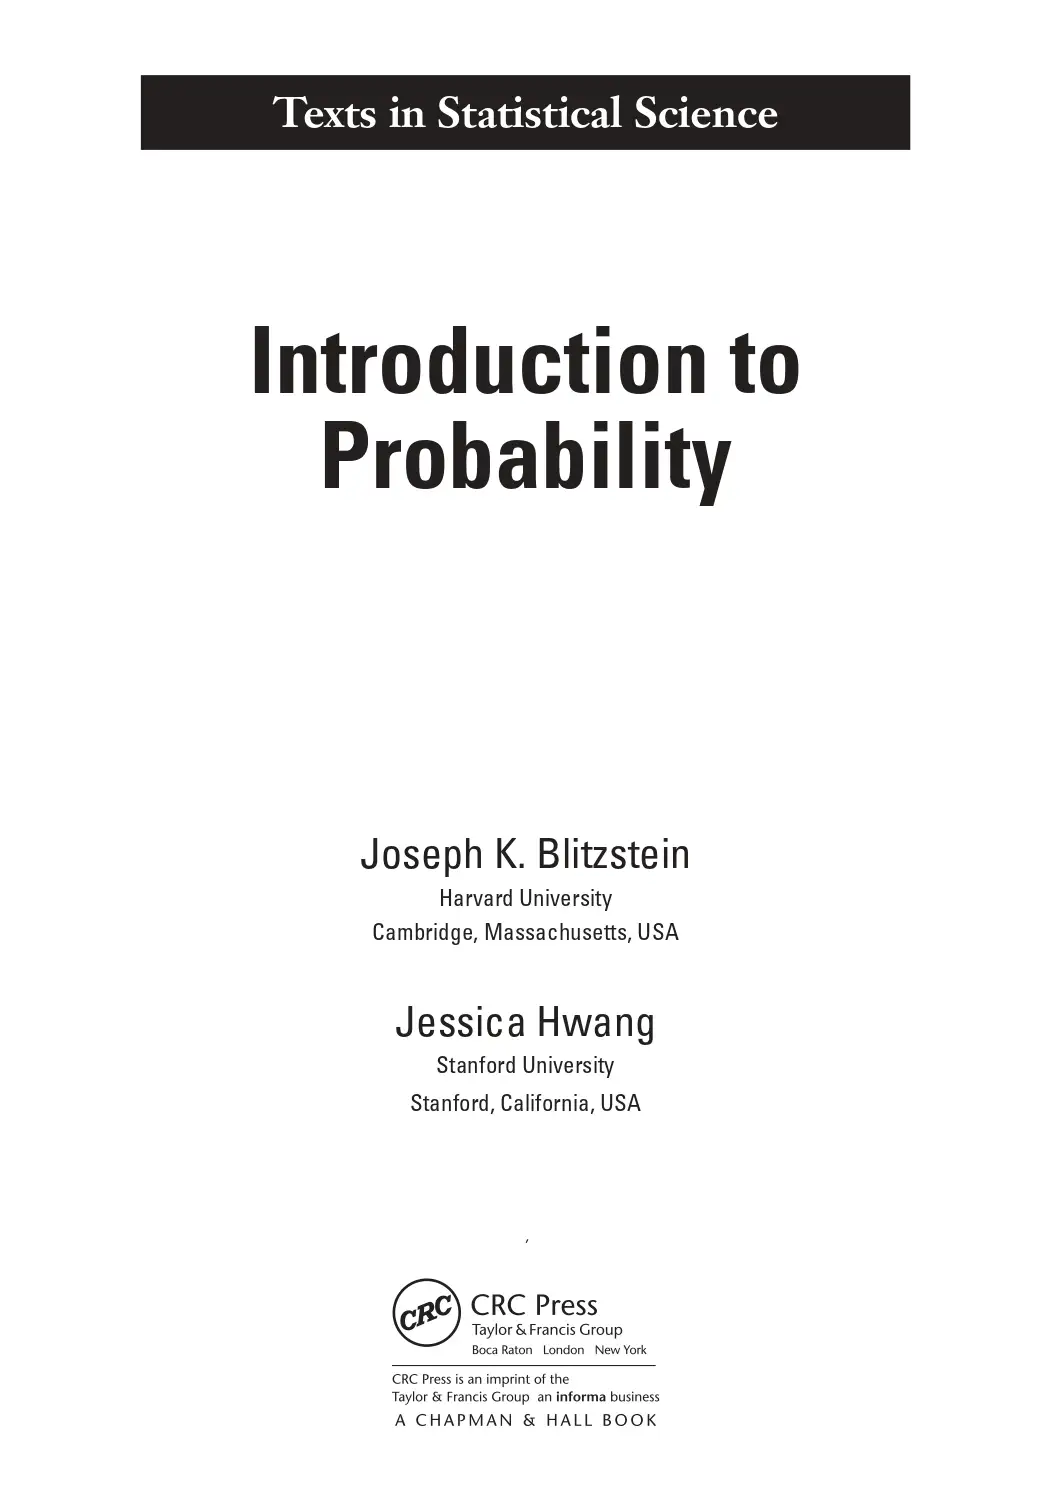 Texts in Statistical Science
Introduction to
Probability
Joseph K. Blitzstein
Harvard University
Cambridge, Massachusetts, USA
Jessica Hwang
Stanford University
Stanford, California, USA
,
CRC
CRC Press
Taylor & Francis Group
Boca Raton London New York
CRC Press is an imprint of the
Taylor & Francis Group an informa business
A CHAPMAN & HALL BOOK